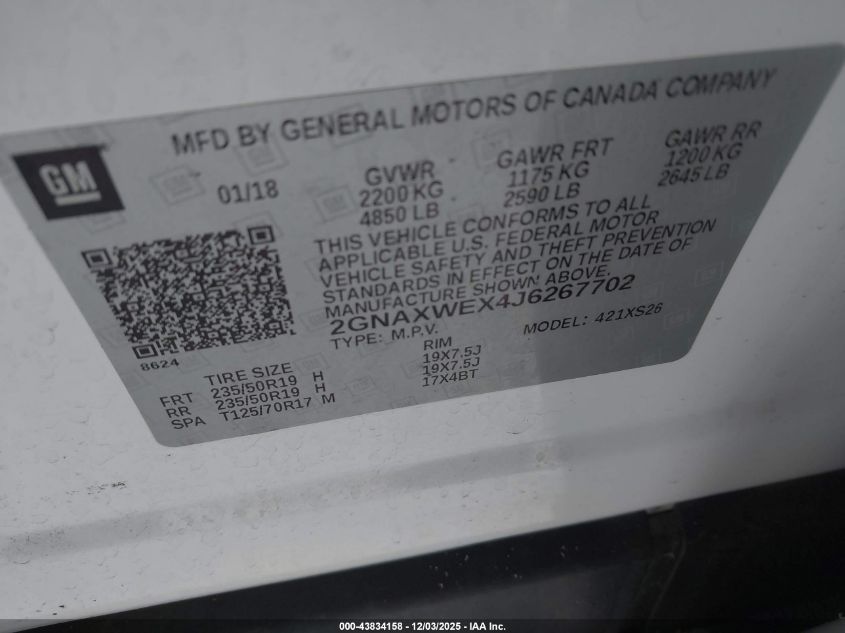 MFD BY GENERAL MOTORS OF CANADA COMPANY
GM
01/18
GVWR
2200 KG
4850 LB
GAWR FRT
1175 KG
2590 LB
GAWR RR
1200 KG
2645 LB
THIS VEHICLE CONFORMS TO ALL
APPLICABLE U.S. FEDERAL MOTOR
VEHICLE SAFETY AND THEFT PREVENTION
STANDARDS IN EFFECT ON THE DATE OF
MANUFACTURE SHOWN ABOVE.
2GNAXWEX4J6267702
TYPE: M.P.V. MODEL: 421XS26
8624
TIRE SIZE RIM
FRT 235/50R19 H 19X7.5J
RR 235/50R19 H 19X7.5J
SPA T125/70R17 M 17X4BT
000-43834158 - 12/03/2025 - IAA Inc.